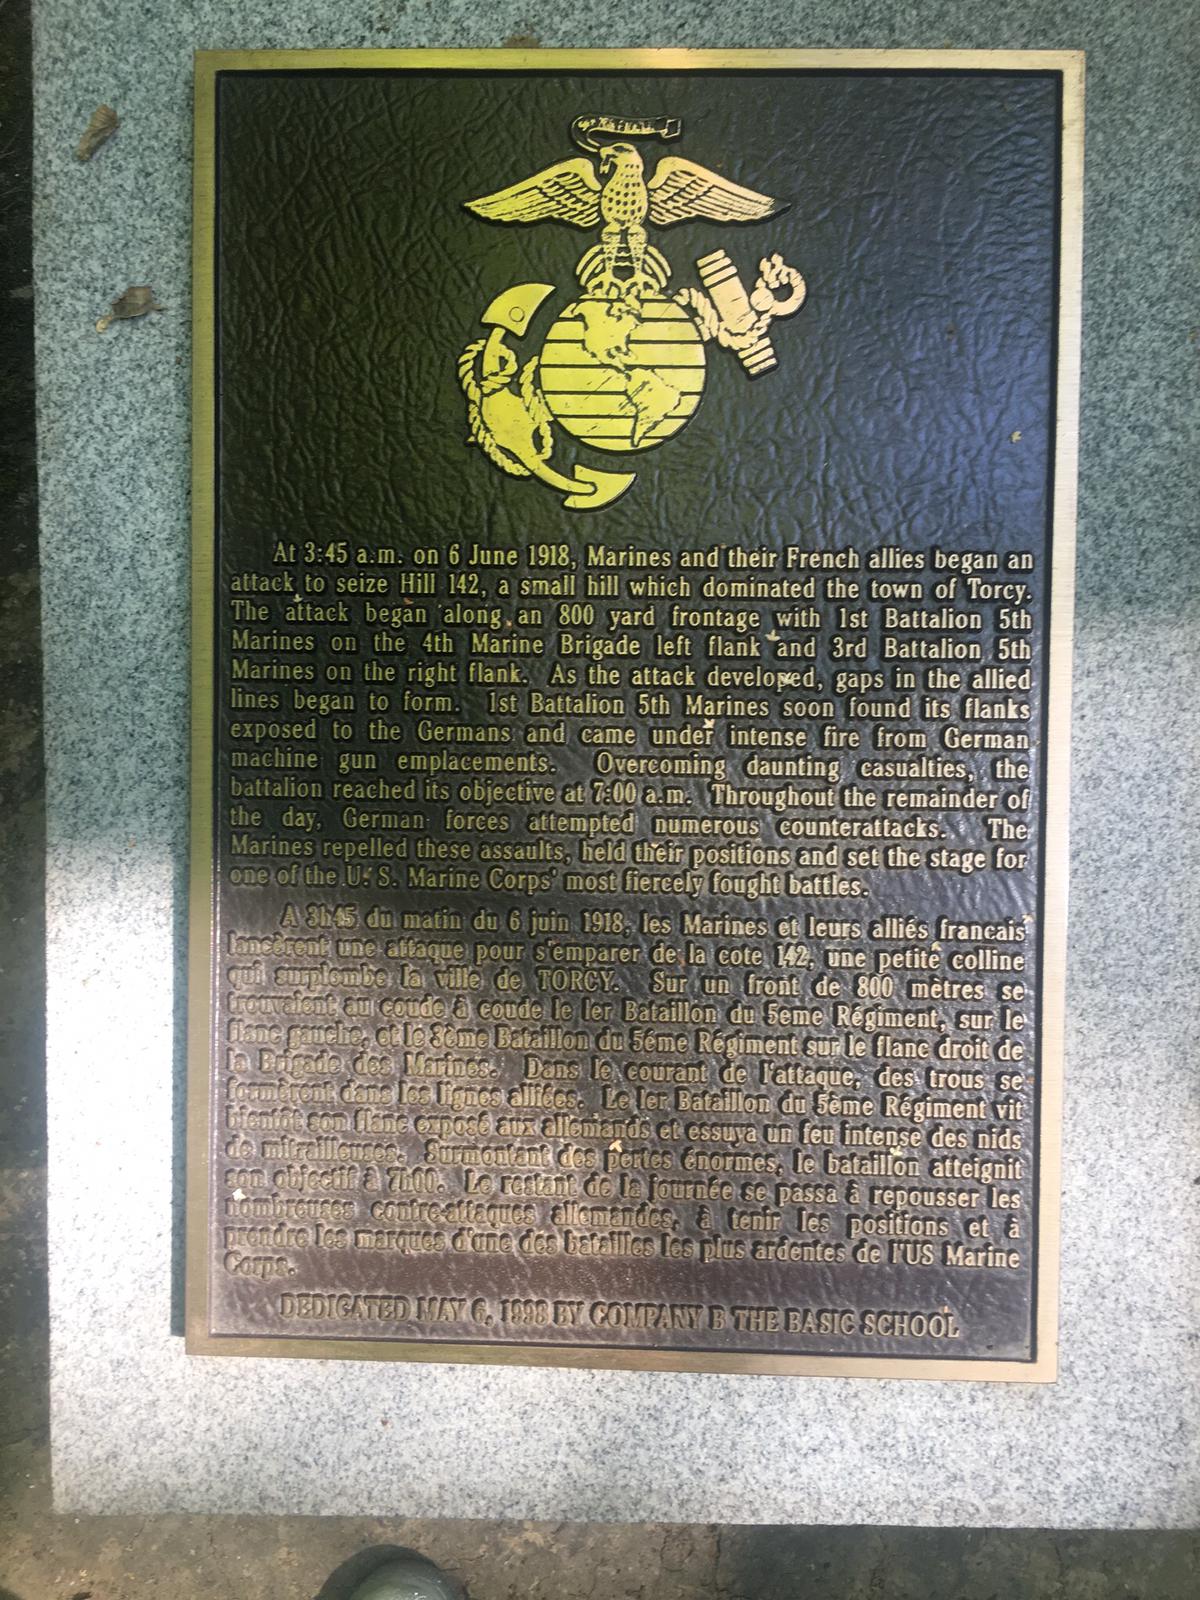 At 3:45 a.m. on 6 June 1918, Marines and their French allies began an
attack to seize Hill 142, a small hill which dominated the town of Torcy.
The attack began along an 800 yard frontage with 1st Battalion 5th
Marines on the 4th Marine Brigade left flank and 3rd Battalion 5th
Marines on the right flank. As the attack developed, gaps in the allied
lines began to form. 1st Battalion 5th Marines soon found its flanks
exposed to the Germans and came under intense fire from German
machine gun emplacements. Overcoming daunting casualties, the
battalion reached its objective at 7:00 a.m. Throughout the remainder of
the day, German forces attempted numerous counterattacks. The
Marines repelled these assaults, held their positions and set the stage for
one of the U. S. Marine Corps' most fiercely fought battles.
A 3h45 du matin du 6 juin 1918, les Marines et leurs alliés francais
lancèrent une attaque pour s'emparer de la cote 142, une petite colline
qui surplombe la ville de TORCY. Sur un front de 800 mètres se
trouvaient au coude à coude le 1er Bataillon du 5eme Régiment, sur le
flanc gauche, et le 3ème Bataillon du 5éme Régiment sur le flanc droit de
la Brigade des Marines. Dans le courant de l'attaque, des trous se
formèrent dans les lignes alliées. Le 1er Bataillon du 5ème Régiment vit
bientôt son flanc exposé aux allemands et essuya un feu intense des nids
de mitrailleuses. Surmontant des pertes énormes, le bataillon atteignit
son objectif à 7h00. Le restant de la journée se passa à repousser les
nombreuses contre-attaques allemandes, à tenir les positions et à
prendre les marques d'une des batailles les plus ardentes de l'US Marine
Corps.
DEDICATED MAY 6, 1998 BY COMPANY B THE BASIC SCHOOL